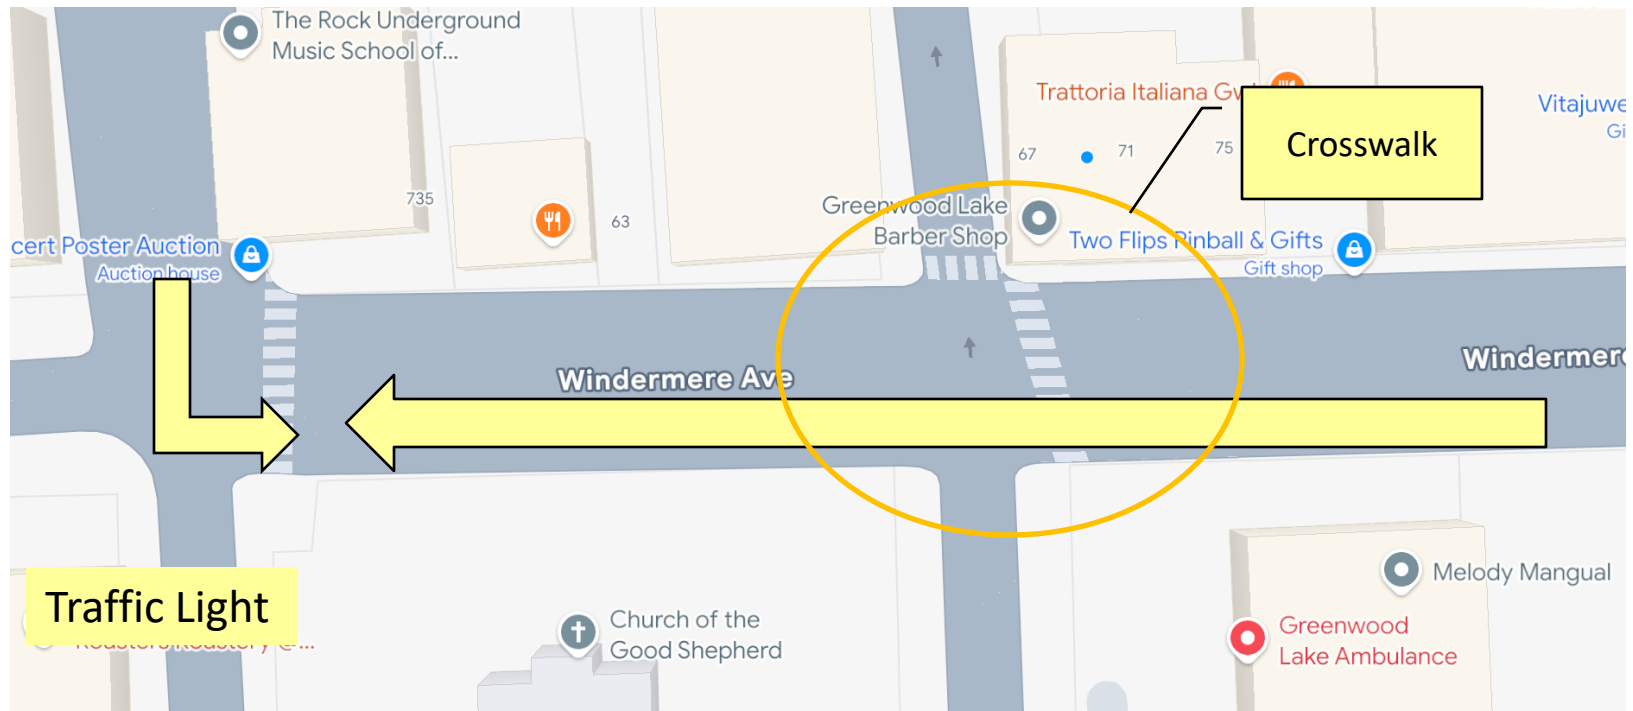 The Rock Underground
Music School of...
Trattoria Italiana
Vitajuwe
Gi
Crosswalk
67
71
75
735
63
Greenwood Lake
Barber Shop
Two Flips Pinball & Gifts
Gift shop
cert Poster Auction
Auction house
Windermere Ave
Windermere
Melody Mangual
Traffic Light
Church of the
Good Shepherd
Greenwood
Lake Ambulance